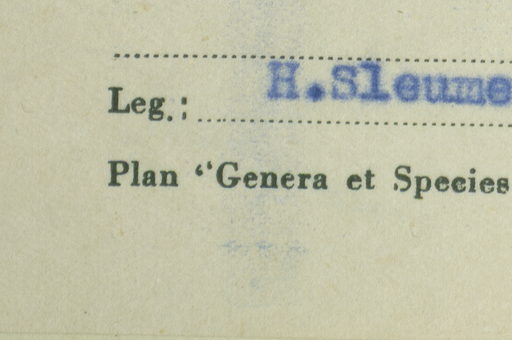 H.Sleume
Leg.:
Plan “Genera et Species